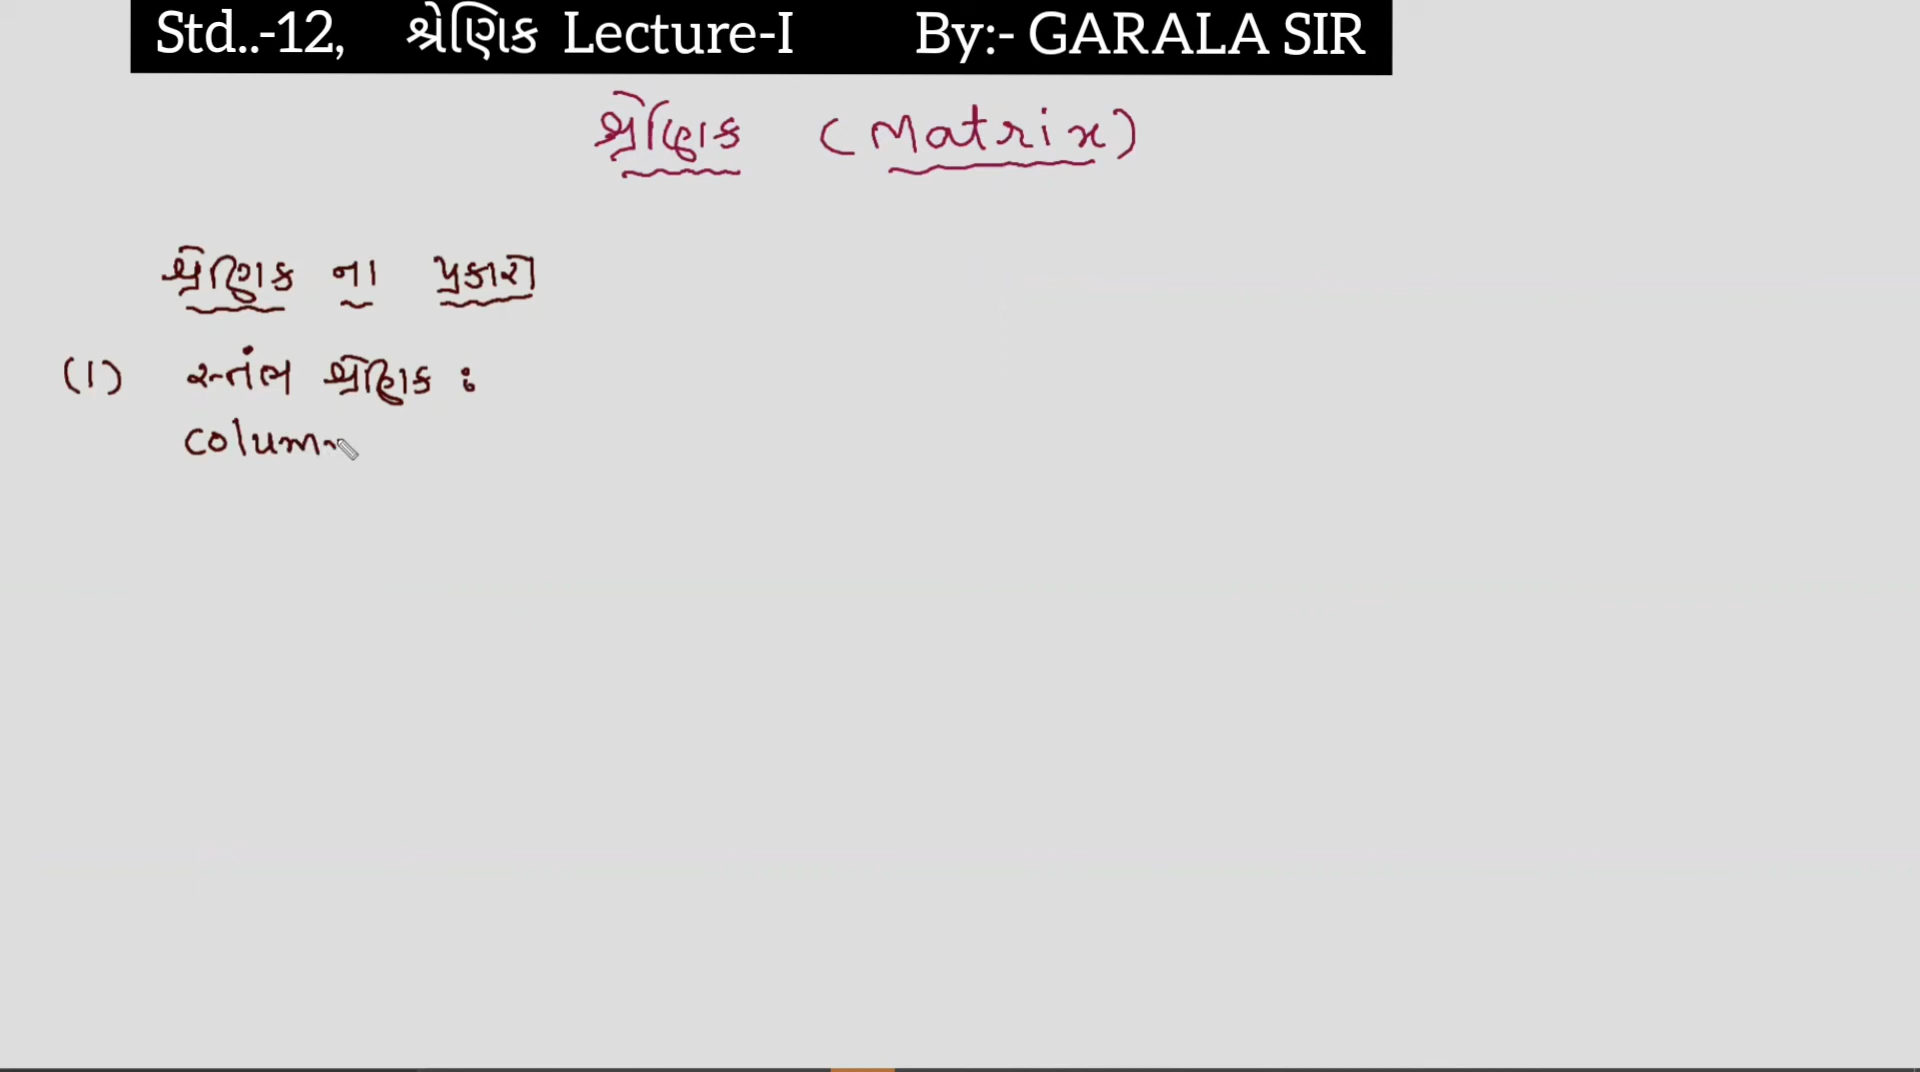 Std..-12, શ્રેણિક Lecture-I By:- GARALA SIR
શ્રેણિક (Matrix)
શ્રેણિક ના પ્રકારો
(1) સ્તંભ શ્રેણિક :
column